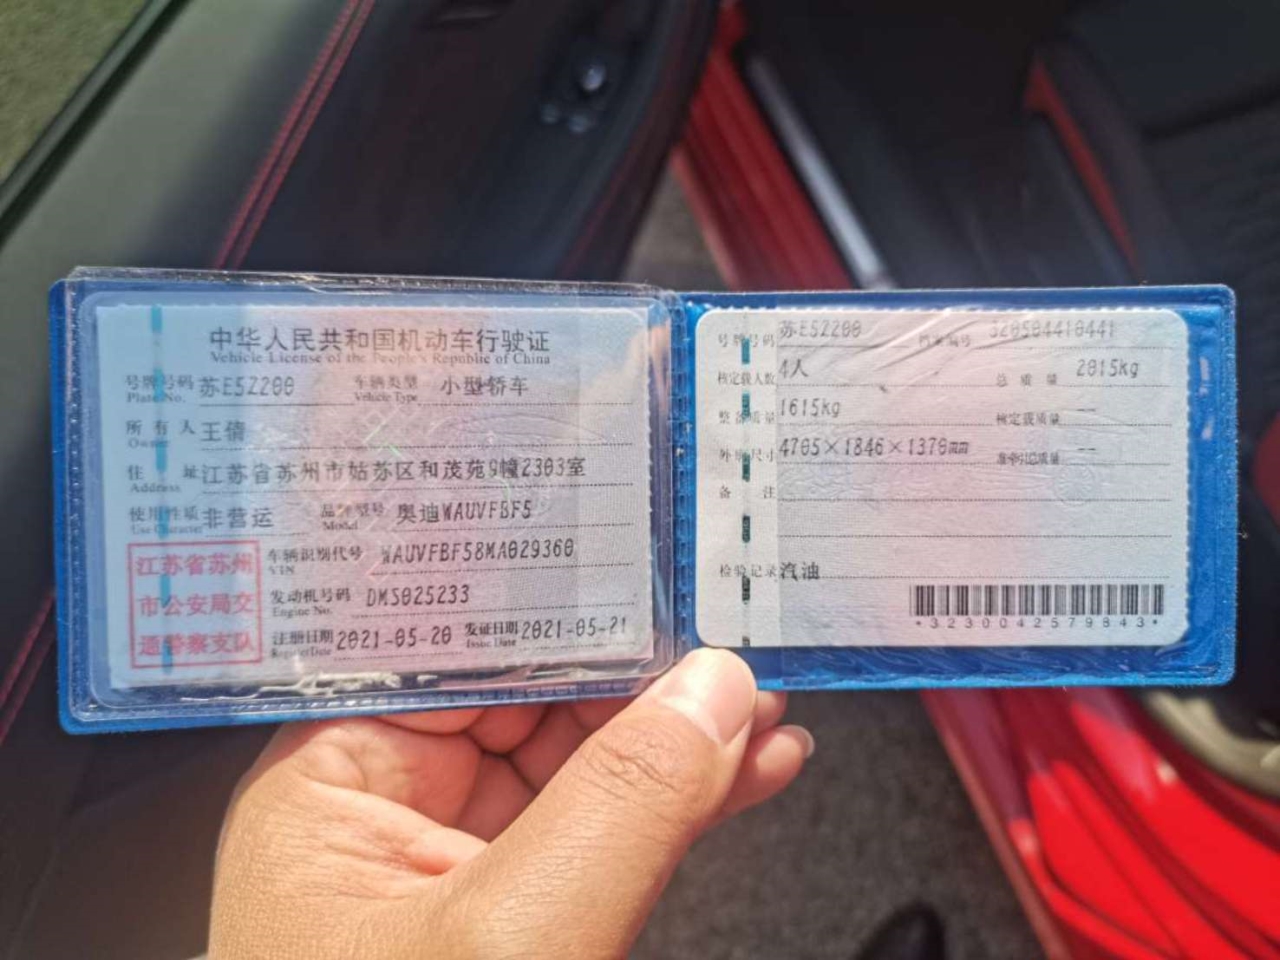 中华人民共和国机动车行驶证
Vehicle License of the People's Republic of China
号牌号码 苏E5Z200 车辆类型 小型轿车
Plate No. Vehicle Type
所有人 王倩
Owner
住址 江苏省苏州市姑苏区和茂苑9幢2303室
Address
使用性质 非营运 品牌型号 奥迪WAUVFBF5
Use Character Model
江苏省苏州
市公安局交
通警察支队
车辆识别代号 WAUVFBF58MA029360
VIN
发动机号码 DMS025233
Engine No.
注册日期 2021-05-20 发证日期 2021-05-21
Register Date Issue Date
号牌号码 苏E5Z200 档案编号 320504410441
核定载人数 4人 总质量 2015kg
整备质量 1615kg 核定载质量 --
外廓尺寸 4705×1846×1370mm 准牵引总质量 --
备注
检验记录 汽油
*3230042579843*